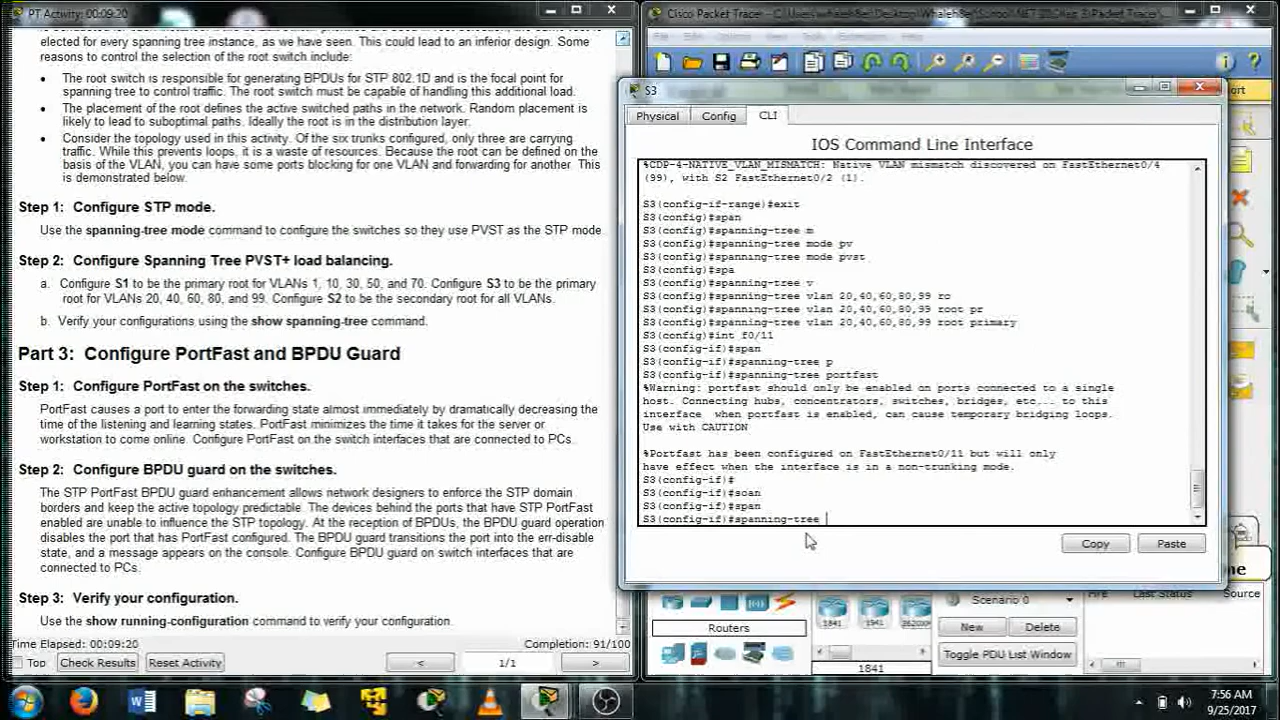 PT Activity: 00:09:20
elected for every spanning tree instance, as we have seen. This could lead to an inferior design. Some
reasons to control the selection of the root switch include:
The root switch is responsible for generating BPDUs for STP 802.1D and is the focal point for
spanning tree to control traffic. The root switch must be capable of handling this additional load.
The placement of the root defines the active switched paths in the network. Random placement is
likely to lead to suboptimal paths. Ideally the root is in the distribution layer.
Consider the topology used in this activity. Of the six trunks configured, only three are carrying
traffic. While this prevents loops, it is a waste of resources. Because the root can be defined on the
basis of the VLAN, you can have some ports blocking for one VLAN and forwarding for another. This
is demonstrated below.
Step 1: Configure STP mode.
Use the spanning-tree mode command to configure the switches so they use PVST as the STP mode
Step 2: Configure Spanning Tree PVST+ load balancing.
a. Configure S1 to be the primary root for VLANs 1, 10, 30, 50, and 70. Configure S3 to be the primary
root for VLANs 20, 40, 60, 80, and 99. Configure S2 to be the secondary root for all VLANs.
b. Verify your configurations using the show spanning-tree command.
Part 3: Configure PortFast and BPDU Guard
Step 1: Configure PortFast on the switches.
PortFast causes a port to enter the forwarding state almost immediately by dramatically decreasing the
time of the listening and learning states. PortFast minimizes the time it takes for the server or
workstation to come online. Configure PortFast on the switch interfaces that are connected to PCs.
Step 2: Configure BPDU guard on the switches.
The STP PortFast BPDU guard enhancement allows network designers to enforce the STP domain
borders and keep the active topology predictable. The devices behind the ports that have STP PortFast
enabled are unable to influence the STP topology. At the reception of BPDUs, the BPDU guard operation
disables the port that has PortFast configured. The BPDU guard transitions the port into the err-disable
state, and a message appears on the console. Configure BPDU guard on switch interfaces that are
connected to PCs.
Step 3: Verify your configuration.
Use the show running-configuration command to verify your configuration.
Time Elapsed: 00:09:20 Completion: 91/100
Top Check Results Reset Activity < 1/1 >
Cisco Packet Tracer
S3
Physical Config CLI
IOS Command Line Interface
%CDP-4-NATIVE_VLAN_MISMATCH: Native VLAN mismatch discovered on FastEthernet0/4
(99), with S2 FastEthernet0/2 (1).
S3(config-if-range)#exit
S3(config)#span
S3(config)#spanning-tree m
S3(config)#spanning-tree mode pv
S3(config)#spanning-tree mode pvst
S3(config)#spa
S3(config)#spanning-tree v
S3(config)#spanning-tree vlan 20,40,60,80,99 ro
S3(config)#spanning-tree vlan 20,40,60,80,99 root pr
S3(config)#spanning-tree vlan 20,40,60,80,99 root primary
S3(config)#int f0/11
S3(config-if)#span
S3(config-if)#spanning-tree p
S3(config-if)#spanning-tree portfast
%Warning: portfast should only be enabled on ports connected to a single
host. Connecting hubs, concentrators, switches, bridges, etc... to this
interface when portfast is enabled, can cause temporary bridging loops.
Use with CAUTION
%Portfast has been configured on FastEthernet0/11 but will only
have effect when the interface is in a non-trunking mode.
S3(config-if)#
S3(config-if)#soan
S3(config-if)#span
S3(config-if)#spanning-tree
Copy Paste
Scenario 0
Last Status Source
New Delete
Toggle PDU List Window
Routers
1841 1941
1841
7:56 AM
9/25/2017